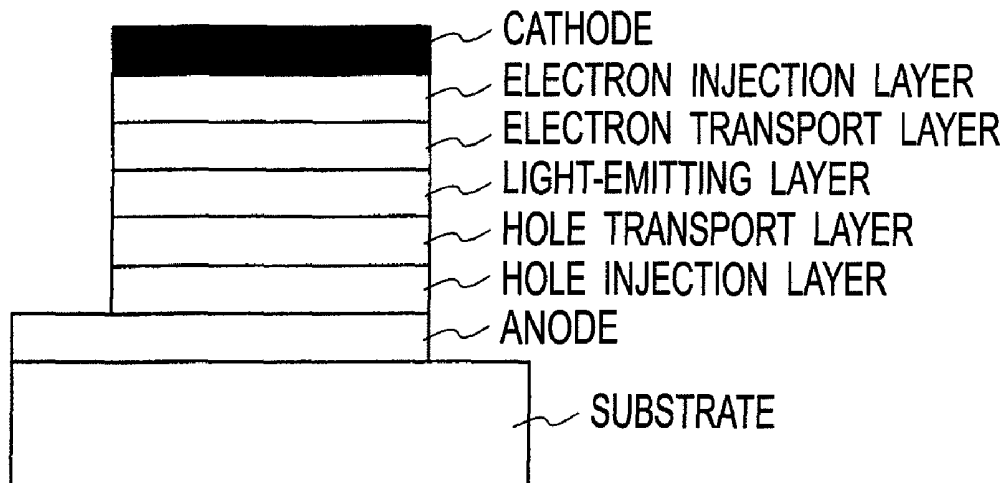 CATHODE
ELECTRON INJECTION LAYER
ELECTRON TRANSPORT LAYER
LIGHT-EMITTING LAYER
HOLE TRANSPORT LAYER
HOLE INJECTION LAYER
ANODE
SUBSTRATE